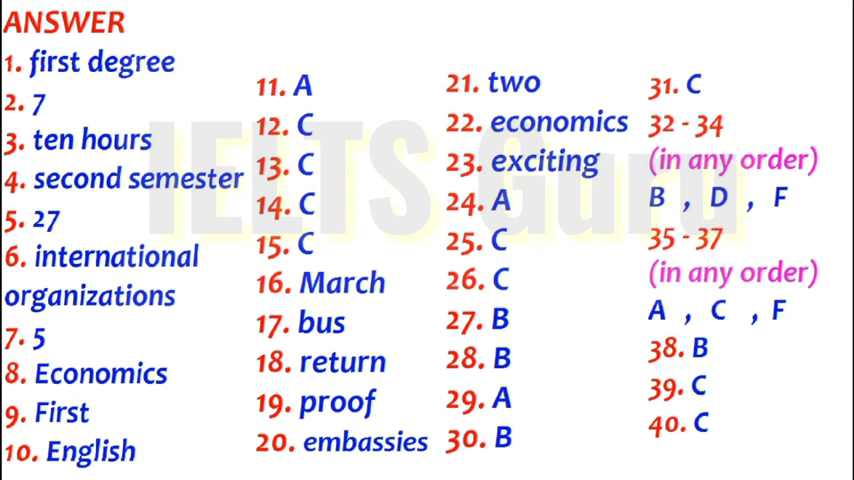 ANSWER
1. first degree
2. 7
3. ten hours
4. second semester
5. 27
6. international
organizations
7. 5
8. Economics
9. First
10. English
11. A
12. C
13. C
14. C
15. C
16. March
17. bus
18. return
19. proof
20. embassies
21. two
22. economics
23. exciting
24. A
25. C
26. C
27. B
28. B
29. A
30. B
31. C
32 - 34
(in any order)
B , D , F
35 - 37
(in any order)
A , C , F
38. B
39. C
40. C
IELTS Guru